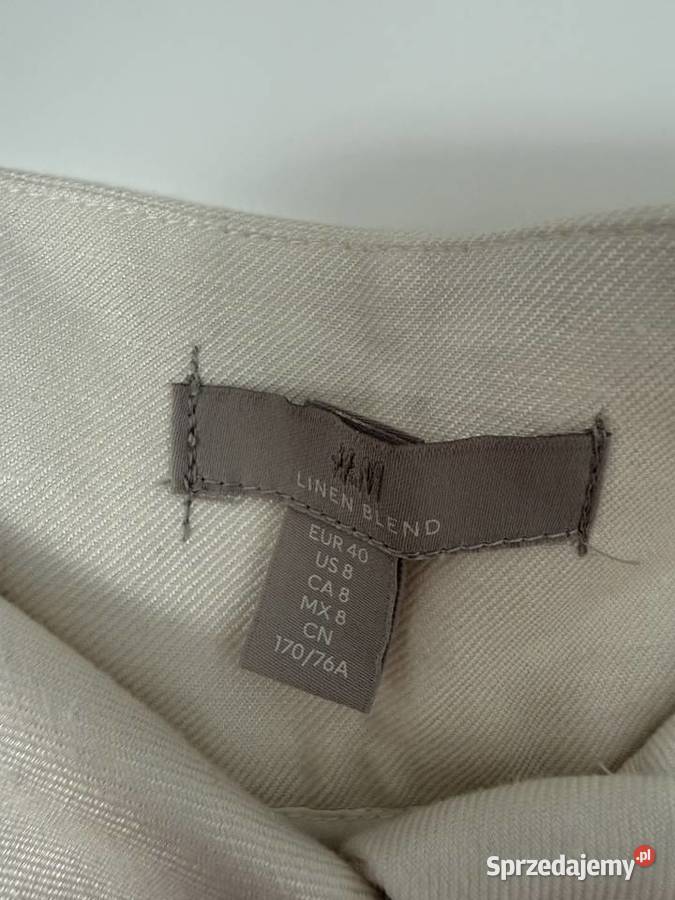 H&M
LINEN BLEND
EUR 40
US 8
CA 8
MX 8
CN
170/76A
Sprzedajemy.pl